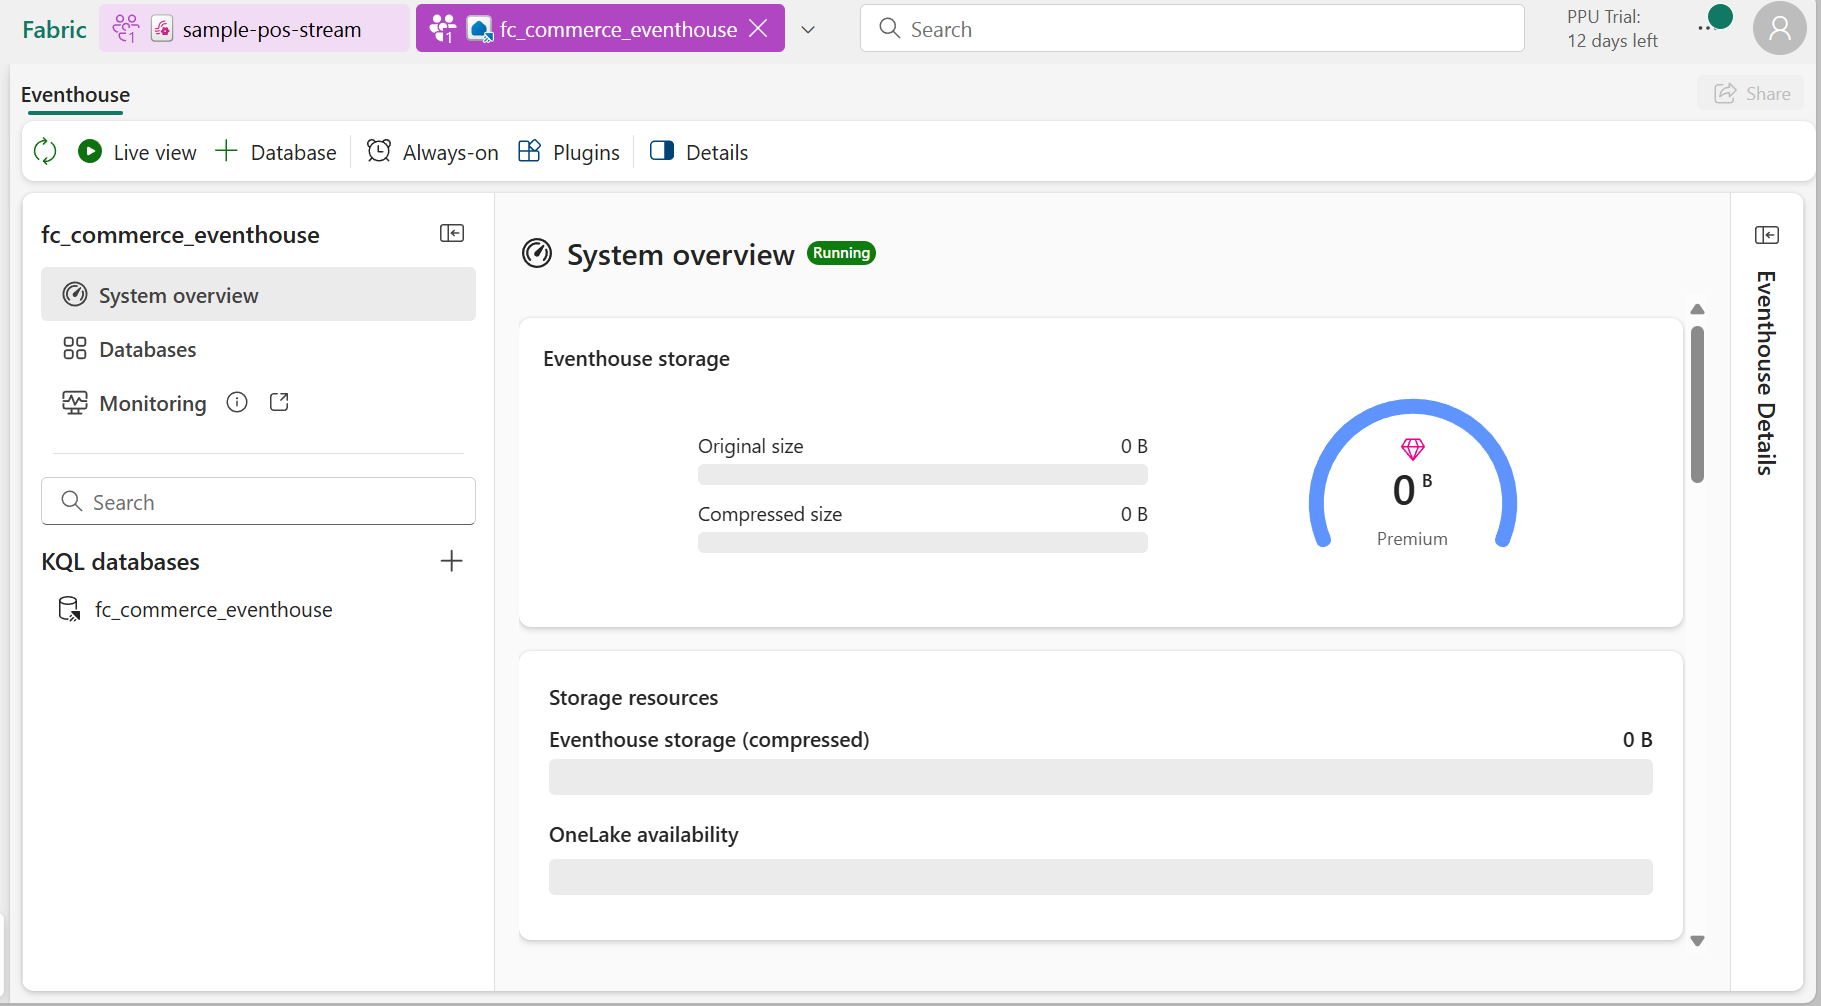 Fabric
1
sample-pos-stream
1
fc_commerce_eventhouse
Search
PPU Trial:
12 days left
Eventhouse
Share
Live view
Database
Always-on
Plugins
Details
fc_commerce_eventhouse
System overview
Databases
Monitoring
Search
KQL databases
fc_commerce_eventhouse
System overview
Running
Eventhouse storage
Original size 0 B
Compressed size 0 B
0 B
Premium
Storage resources
Eventhouse storage (compressed) 0 B
OneLake availability
Eventhouse Details